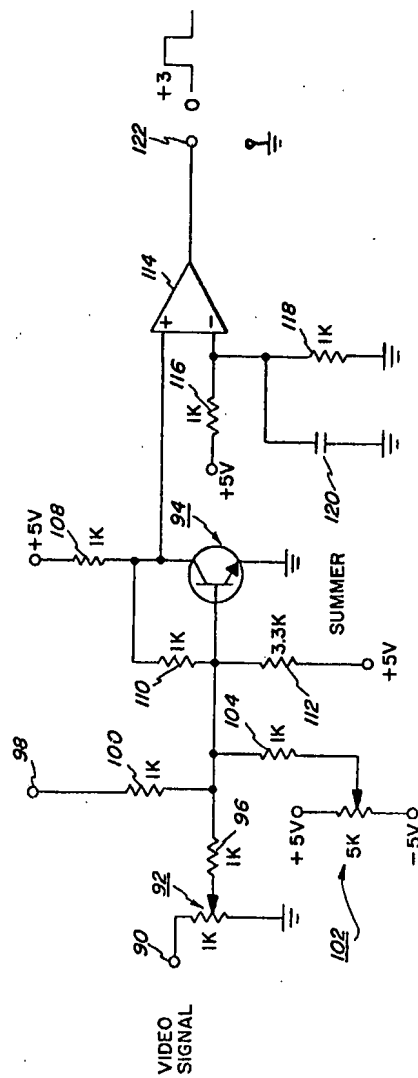 VIDEO
SIGNAL
90
92
1K
96
1K
98
100
1K
102
+5V
5K
-5V
104
1K
110
1K
112
3.3K
+5V
SUMMER
+5V
108
1K
94
+5V
116
1K
120
118
1K
114
+
-
122
+3
0